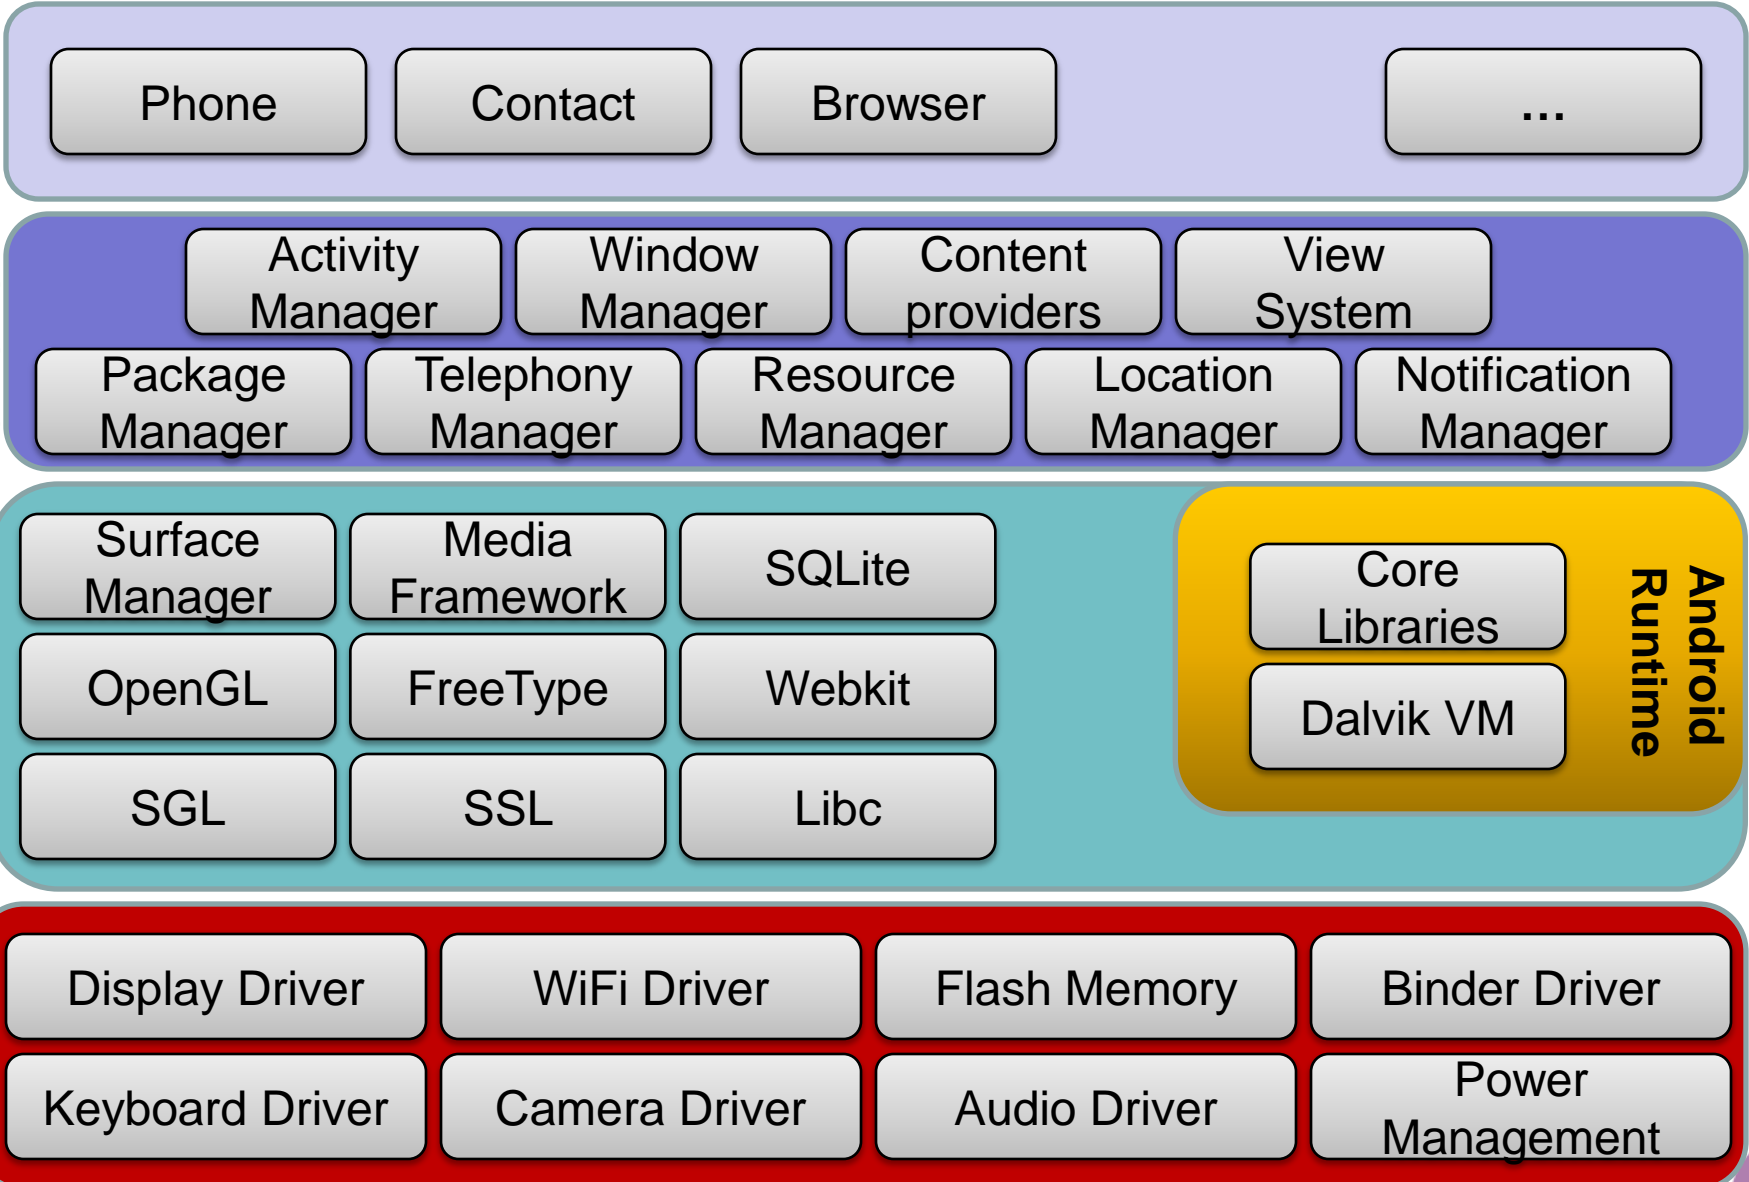 Phone
Contact
Browser
...
Activity
Manager
Window
Manager
Content
providers
View
System
Package
Manager
Telephony
Manager
Resource
Manager
Location
Manager
Notification
Manager
Surface
Manager
Media
Framework
SQLite
OpenGL
FreeType
Webkit
SGL
SSL
Libc
Core
Libraries
Dalvik VM
Android
Runtime
Display Driver
WiFi Driver
Flash Memory
Binder Driver
Keyboard Driver
Camera Driver
Audio Driver
Power
Management